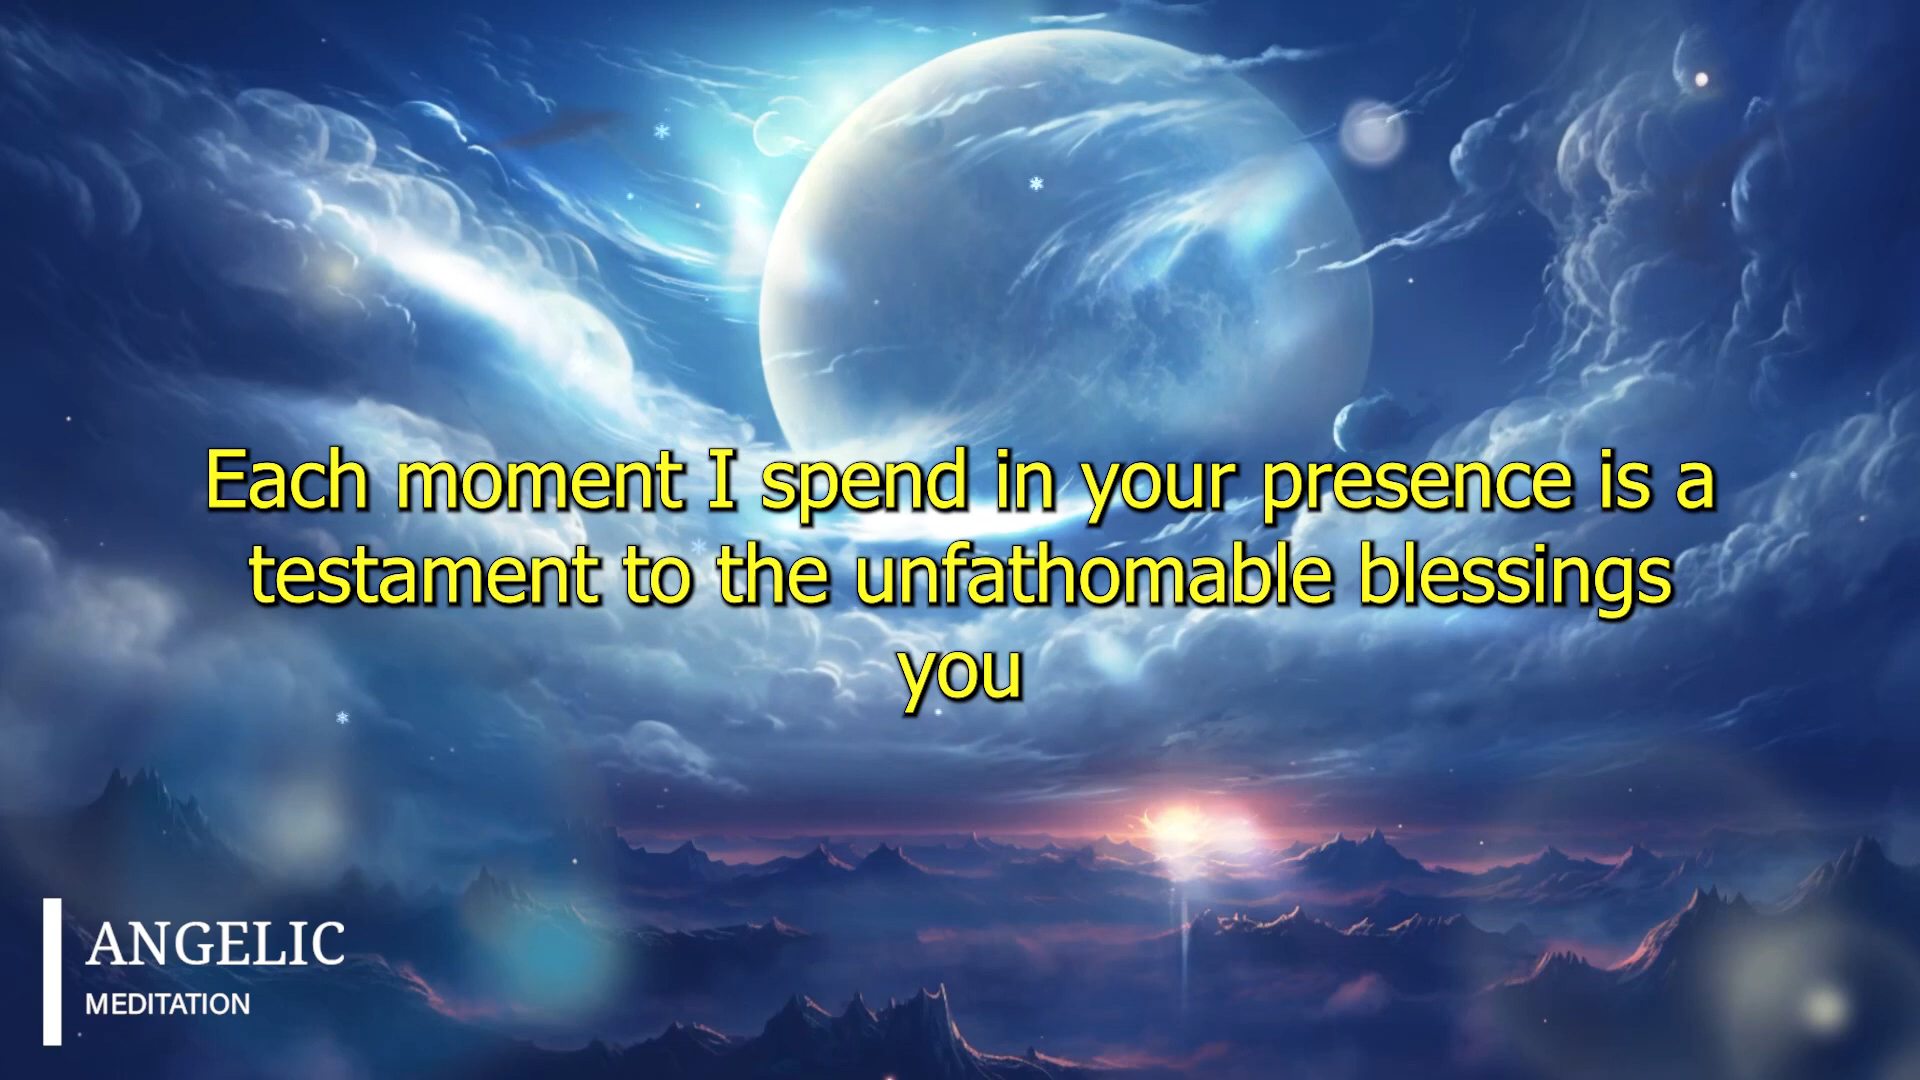 Each moment I spend in your presence is a
testament to the unfathomable blessings
you
ANGELIC
MEDITATION